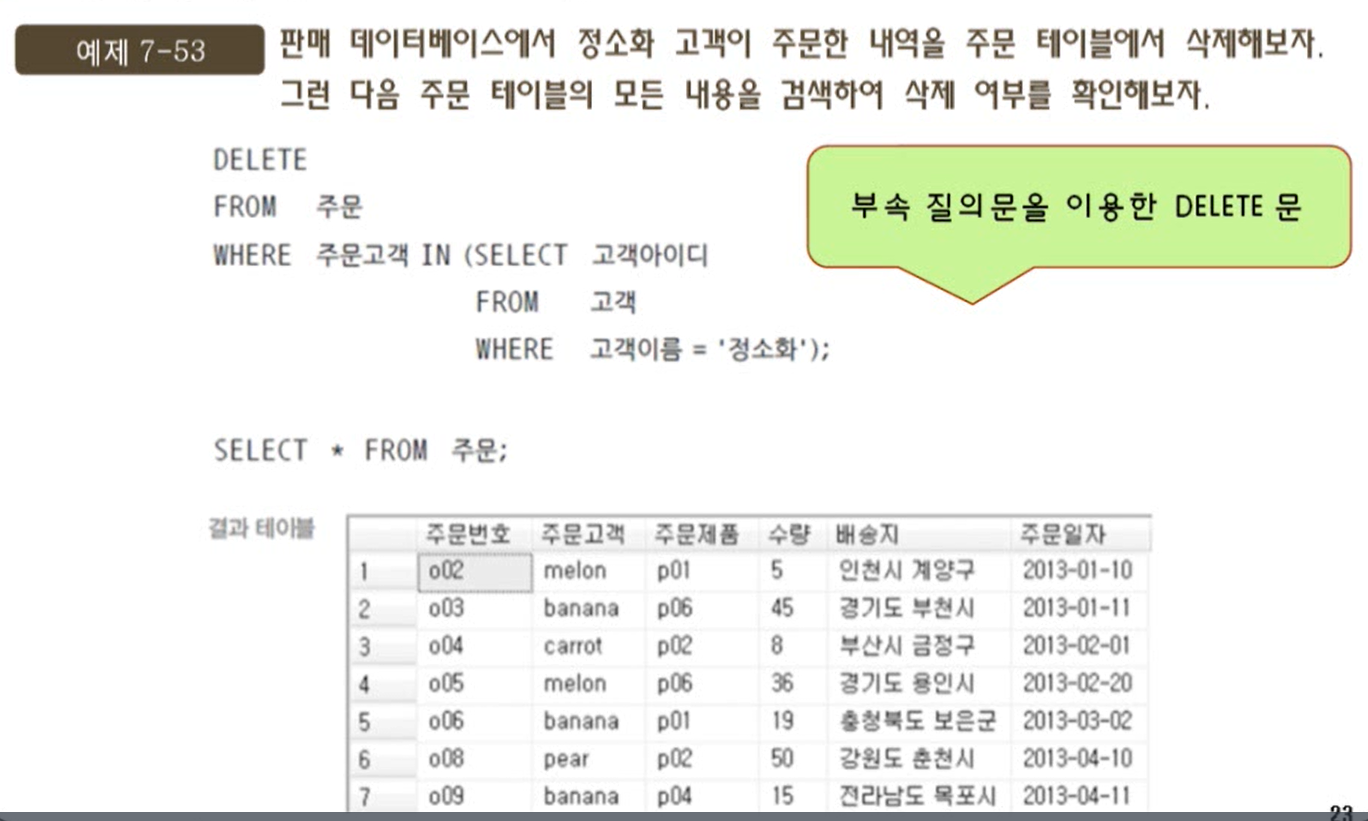 예제 7-53
판매 데이터베이스에서 정소화 고객이 주문한 내역을 주문 테이블에서 삭제해보자.
그런 다음 주문 테이블의 모든 내용을 검색하여 삭제 여부를 확인해보자.
DELETE
FROM 주문
WHERE 주문고객 IN (SELECT 고객아이디
FROM 고객
WHERE 고객이름 = '정소화');
부속 질의문을 이용한 DELETE 문
SELECT * FROM 주문;
결과 테이블
주문번호 주문고객 주문제품 수량 배송지 주문일자
1 o02 melon p01 5 인천시 계양구 2013-01-10
2 o03 banana p06 45 경기도 부천시 2013-01-11
3 o04 carrot p02 8 부산시 금정구 2013-02-01
4 o05 melon p06 36 경기도 용인시 2013-02-20
5 o06 banana p01 19 충청북도 보은군 2013-03-02
6 o08 pear p02 50 강원도 춘천시 2013-04-10
7 o09 banana p04 15 전라남도 목포시 2013-04-11
23